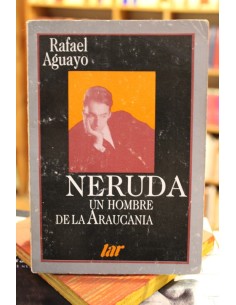 Rafael
Aguayo
NERUDA
UN HOMBRE
DE LA ARAUCANIA
lar